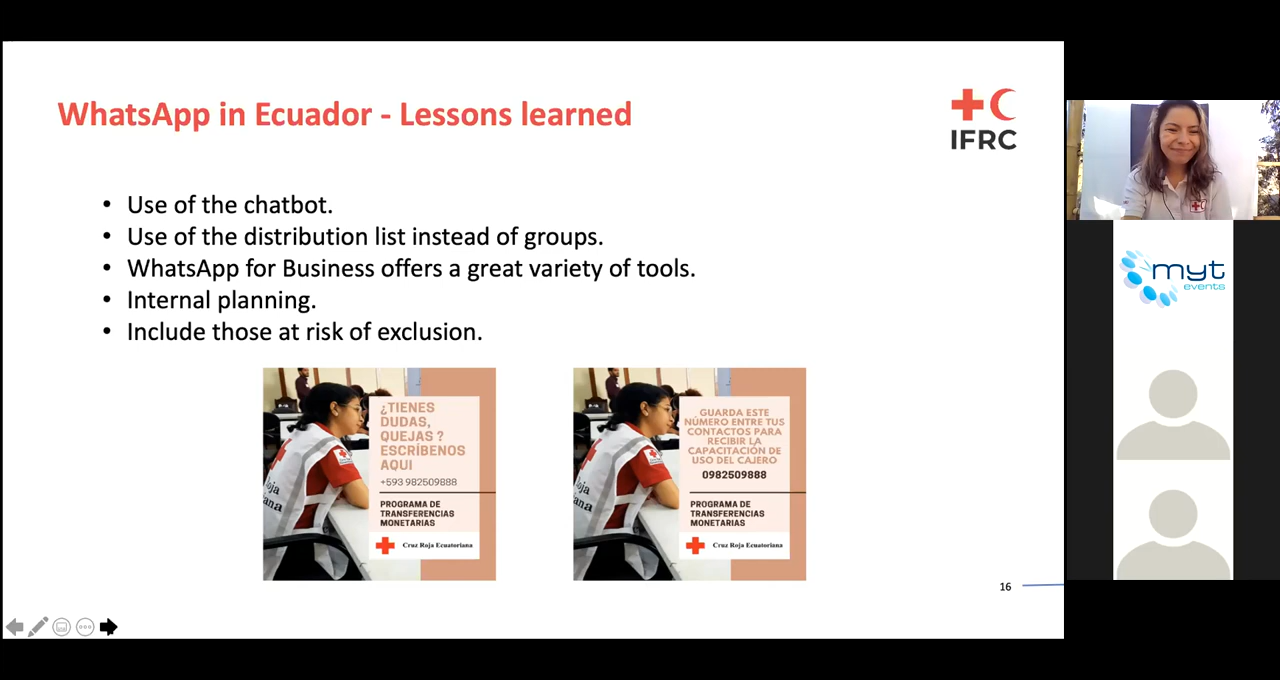 WhatsApp in Ecuador - Lessons learned
IFRC
• Use of the chatbot.
• Use of the distribution list instead of groups.
• WhatsApp for Business offers a great variety of tools.
• Internal planning.
• Include those at risk of exclusion.
¿TIENES
DUDAS,
QUEJAS ?
ESCRÍBENOS
AQUI
+593 982509888
PROGRAMA DE
TRANSFERENCIAS
MONETARIAS
Cruz Roja Ecuatoriana
GUARDA ESTE
NÚMERO ENTRE TUS
CONTACTOS PARA
RECIBIR LA
CAPACITACIÓN DE
USO DEL CAJERO
0982509888
PROGRAMA DE
TRANSFERENCIAS
MONETARIAS
Cruz Roja Ecuatoriana
16
myt
events